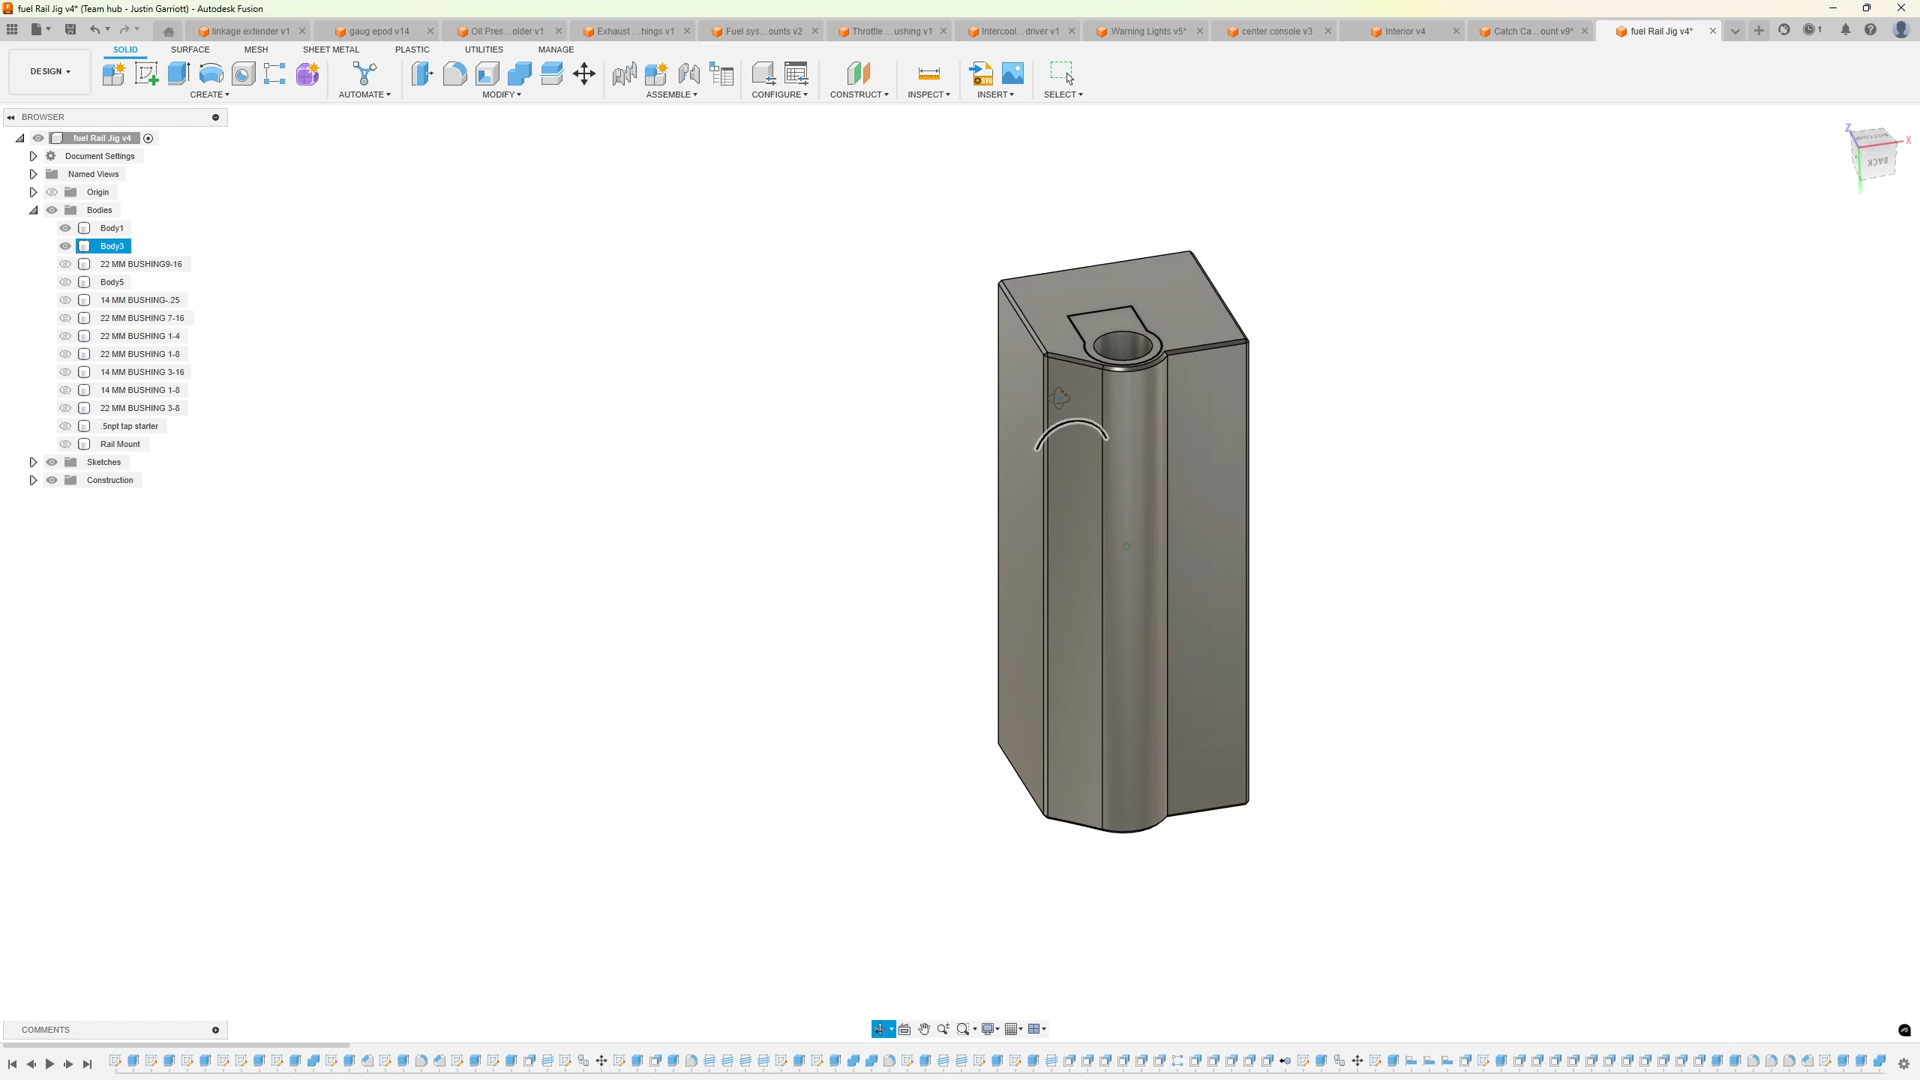 fuel Rail Jig v4* (Team hub - Justin Garriott) - Autodesk Fusion
linkage extender v1
gaug epod v14
Oil Pres...older v1
Exhaust ...hings v1
Fuel sys...ounts v2
Throttle ...ushing v1
Intercool...driver v1
Warning Lights v5*
center console v3
Interior v4
Catch Ca...ount v9*
fuel Rail Jig v4*
1
SOLID
SURFACE
MESH
SHEET METAL
PLASTIC
UTILITIES
MANAGE
DESIGN
CREATE
AUTOMATE
MODIFY
ASSEMBLE
CONFIGURE
CONSTRUCT
INSPECT
INSERT
SELECT
BROWSER
fuel Rail Jig v4
Document Settings
Named Views
Origin
Bodies
Body1
Body3
22 MM BUSHING9-16
Body5
14 MM BUSHING-.25
22 MM BUSHING 7-16
22 MM BUSHING 1-4
22 MM BUSHING 1-8
14 MM BUSHING 3-16
14 MM BUSHING 1-8
22 MM BUSHING 3-8
.5npt tap starter
Rail Mount
Sketches
Construction
Z
X
BOTTOM
BACK
COMMENTS